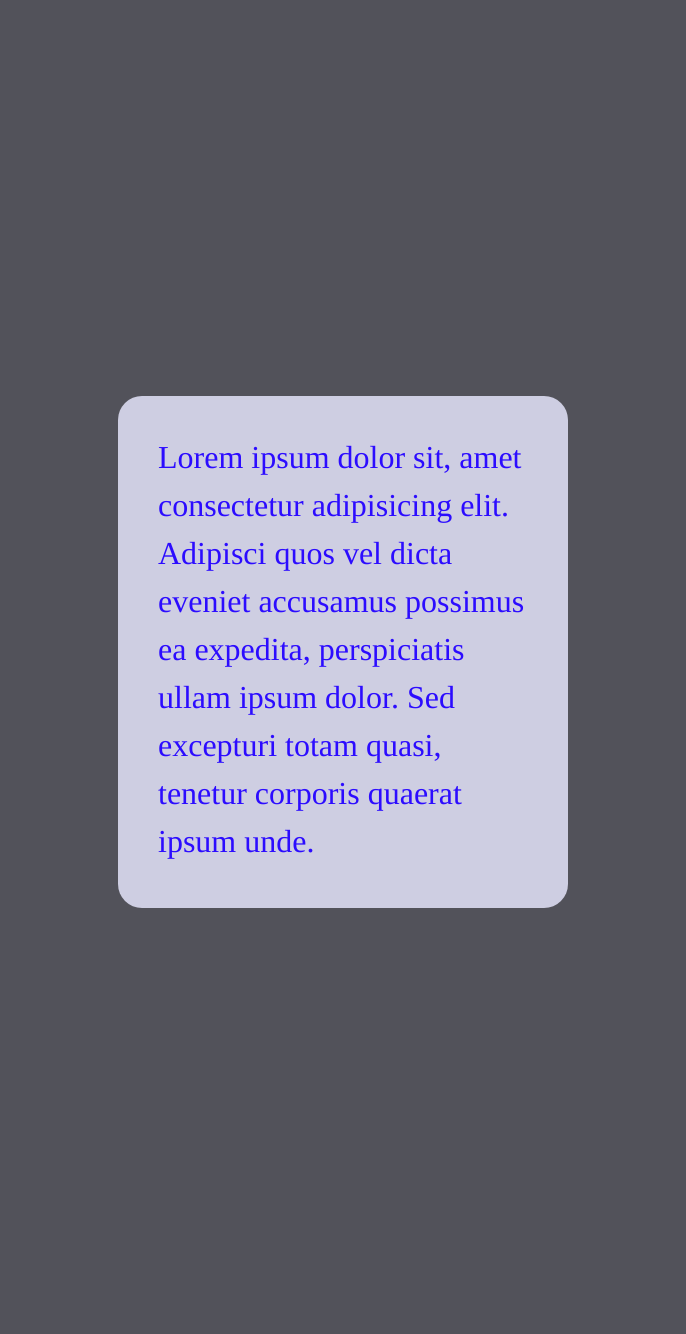 Lorem ipsum dolor sit, amet
consectetur adipisicing elit.
Adipisci quos vel dicta
eveniet accusamus possimus
ea expedita, perspiciatis
ullam ipsum dolor. Sed
excepturi totam quasi,
tenetur corporis quaerat
ipsum unde.